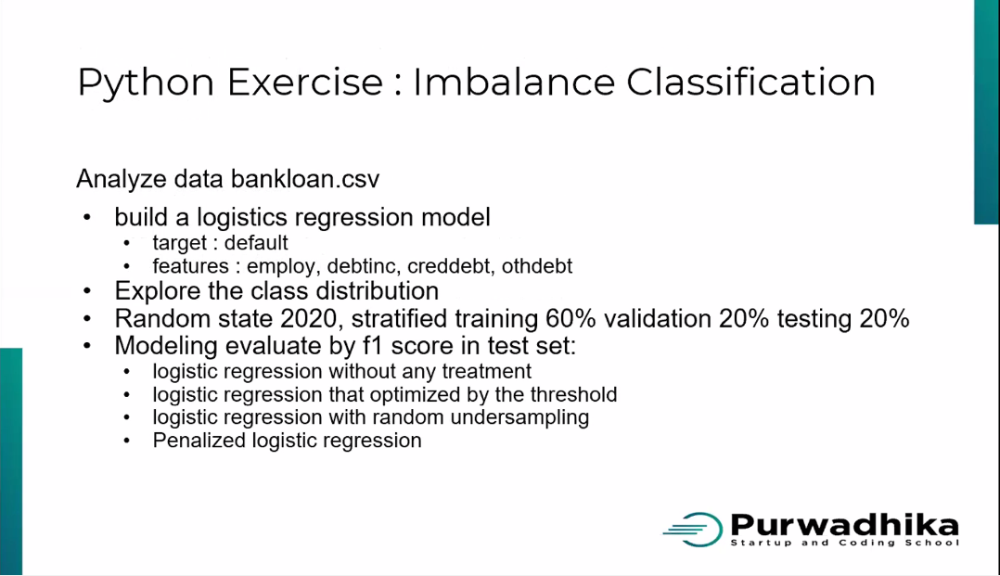 Python Exercise : Imbalance Classification
Analyze data bankloan.csv
• build a logistics regression model
• target : default
• features : employ, debtinc, creddebt, othdebt
• Explore the class distribution
• Random state 2020, stratified training 60% validation 20% testing 20%
• Modeling evaluate by f1 score in test set:
• logistic regression without any treatment
• logistic regression that optimized by the threshold
• logistic regression with random undersampling
• Penalized logistic regression
Purwadhika
Startup and Coding School